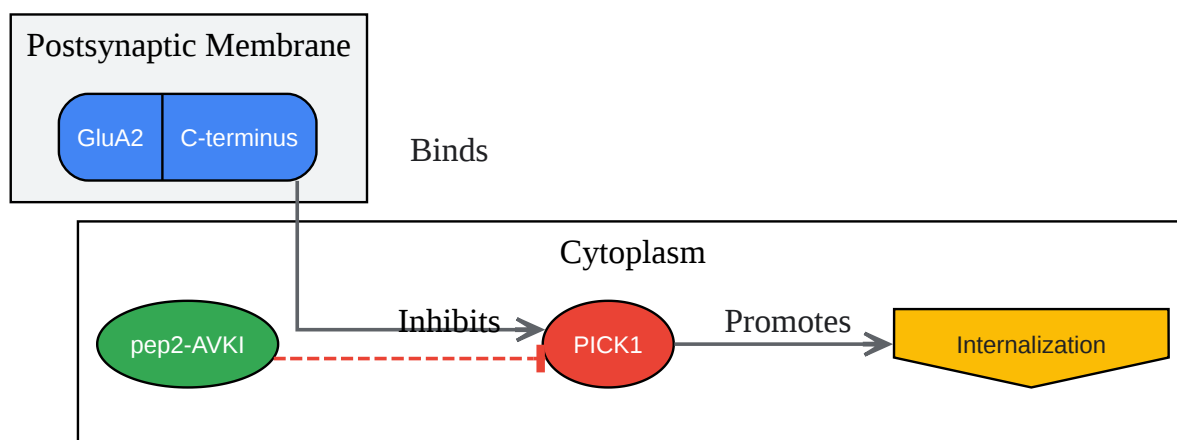 Postsynaptic Membrane
GluA2 C-terminus
Binds
Cytoplasm
Inhibits
Promotes
pep2-AVKI
PICK1
Internalization